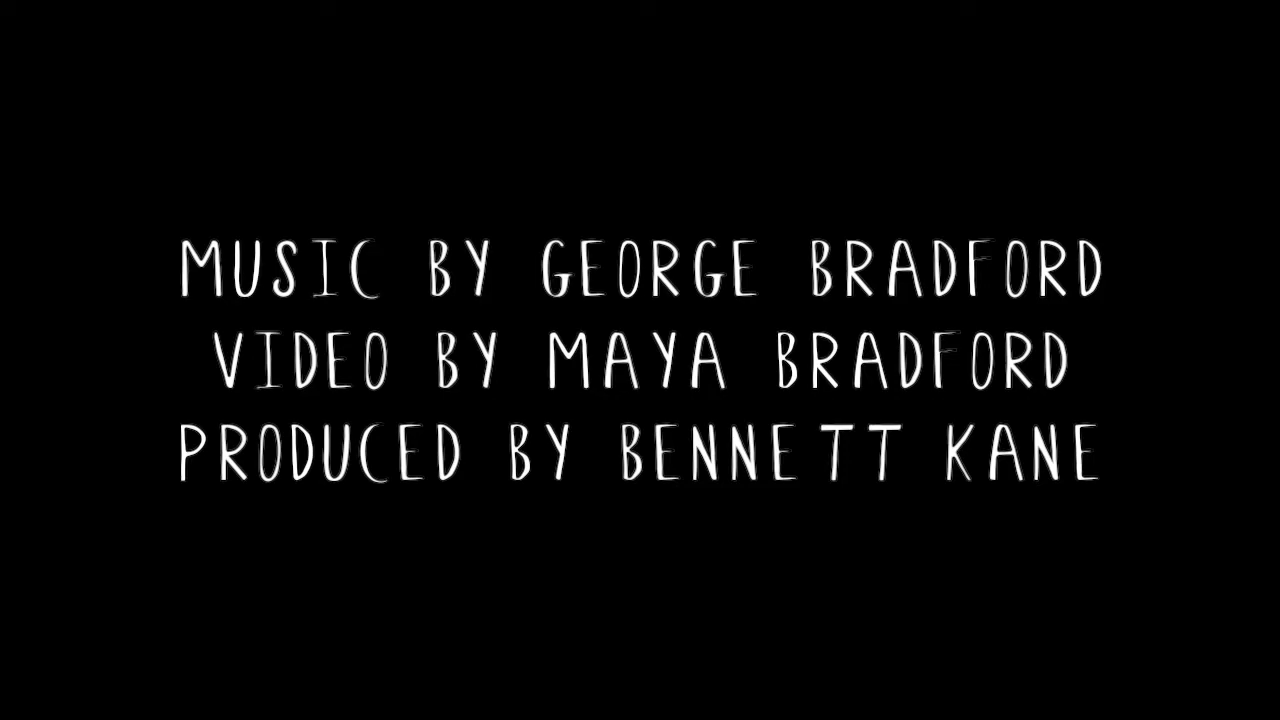 MUSIC BY GEORGE BRADFORD
VIDEO BY MAYA BRADFORD
PRODUCED BY BENNETT KANE